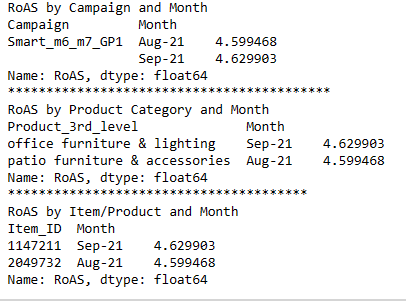 RoAS by Campaign and Month
Campaign         Month
Smart_m6_m7_GP1  Aug-21    4.599468
                 Sep-21    4.629903
Name: RoAS, dtype: float64
******************************************
RoAS by Product Category and Month
Product_3rd_level               Month
office furniture & lighting    Sep-21    4.629903
patio furniture & accessories  Aug-21    4.599468
Name: RoAS, dtype: float64
***************************************
RoAS by Item/Product and Month
Item_ID  Month
1147211  Sep-21    4.629903
2049732  Aug-21    4.599468
Name: RoAS, dtype: float64